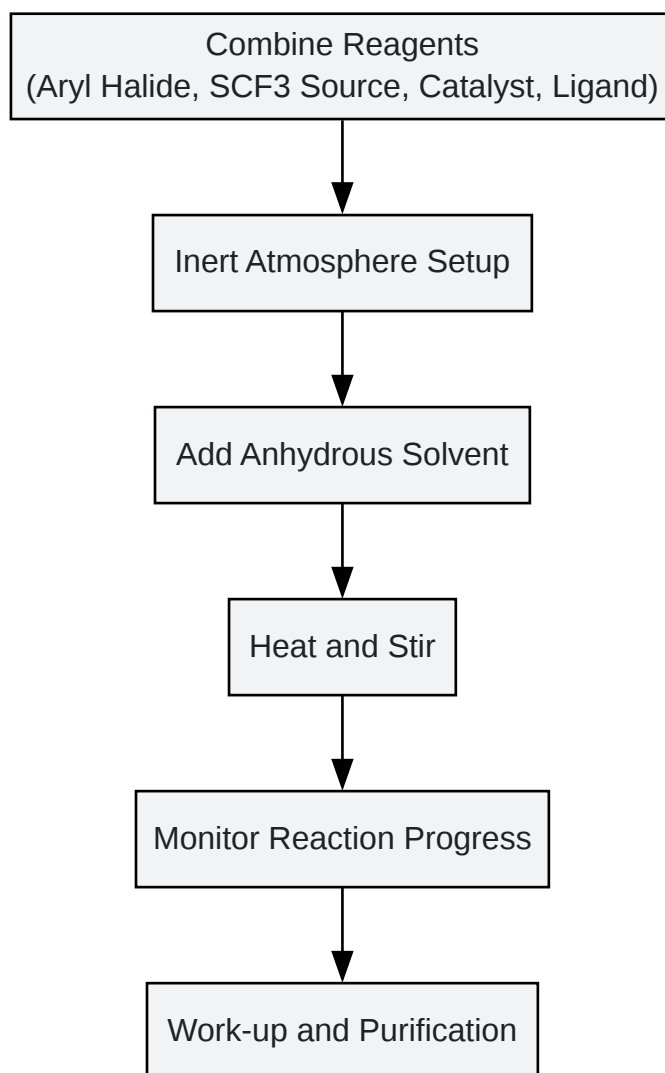 Combine Reagents
(Aryl Halide, SCF3 Source, Catalyst, Ligand)
Inert Atmosphere Setup
Add Anhydrous Solvent
Heat and Stir
Monitor Reaction Progress
Work-up and Purification